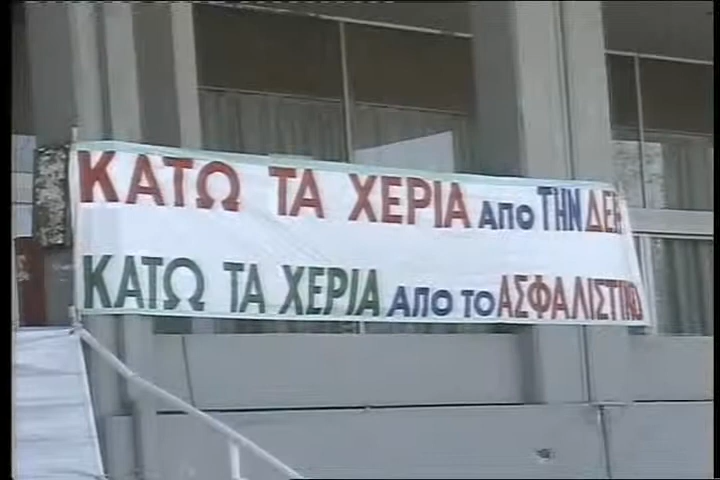 ΚΑΤΩ ΤΑ ΧΕΡΙΑ ΑΠΟ ΤΗΝ ΔΕΗ
ΚΑΤΩ ΤΑ ΧΕΡΙΑ ΑΠΟ ΤΟ ΑΣΦΑΛΙΣΤΙΚΟ